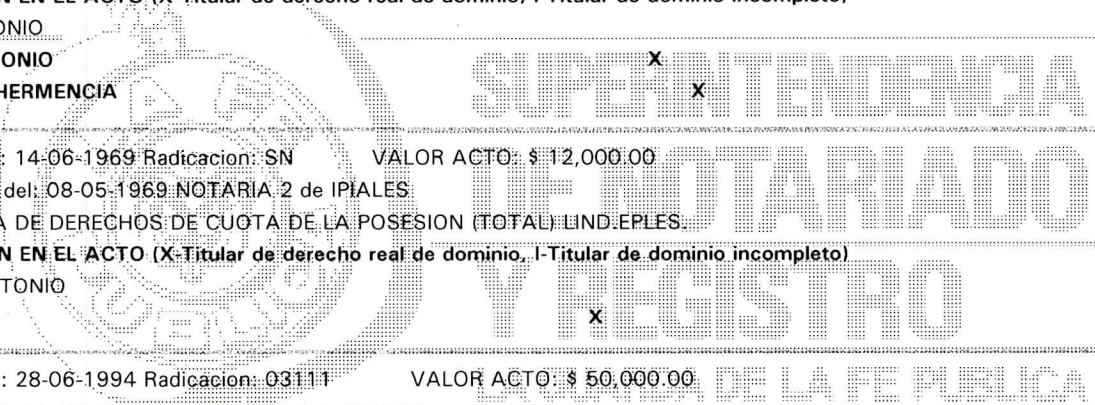 N EN EL ACTO (X-Titular de derecho real de dominio, I-Titular de dominio incompleto)
ONIO
ONIO X
HERMENCIA X
SUPERINTENDENCIA
: 14-06-1969 Radicacion: SN VALOR ACTO: $ 12,000.00
del: 08-05-1969 NOTARIA 2 de IPIALES
DE NOTARIADO
A DE DERECHOS DE CUOTA DE LA POSESION (TOTAL) LIND.EPLES.
N EN EL ACTO (X-Titular de derecho real de dominio, I-Titular de dominio incompleto)
TONIO
X
Y REGISTRO
: 28-06-1994 Radicacion: 03111 VALOR ACTO: $ 50,000.00
DE LA FE PUBLICA